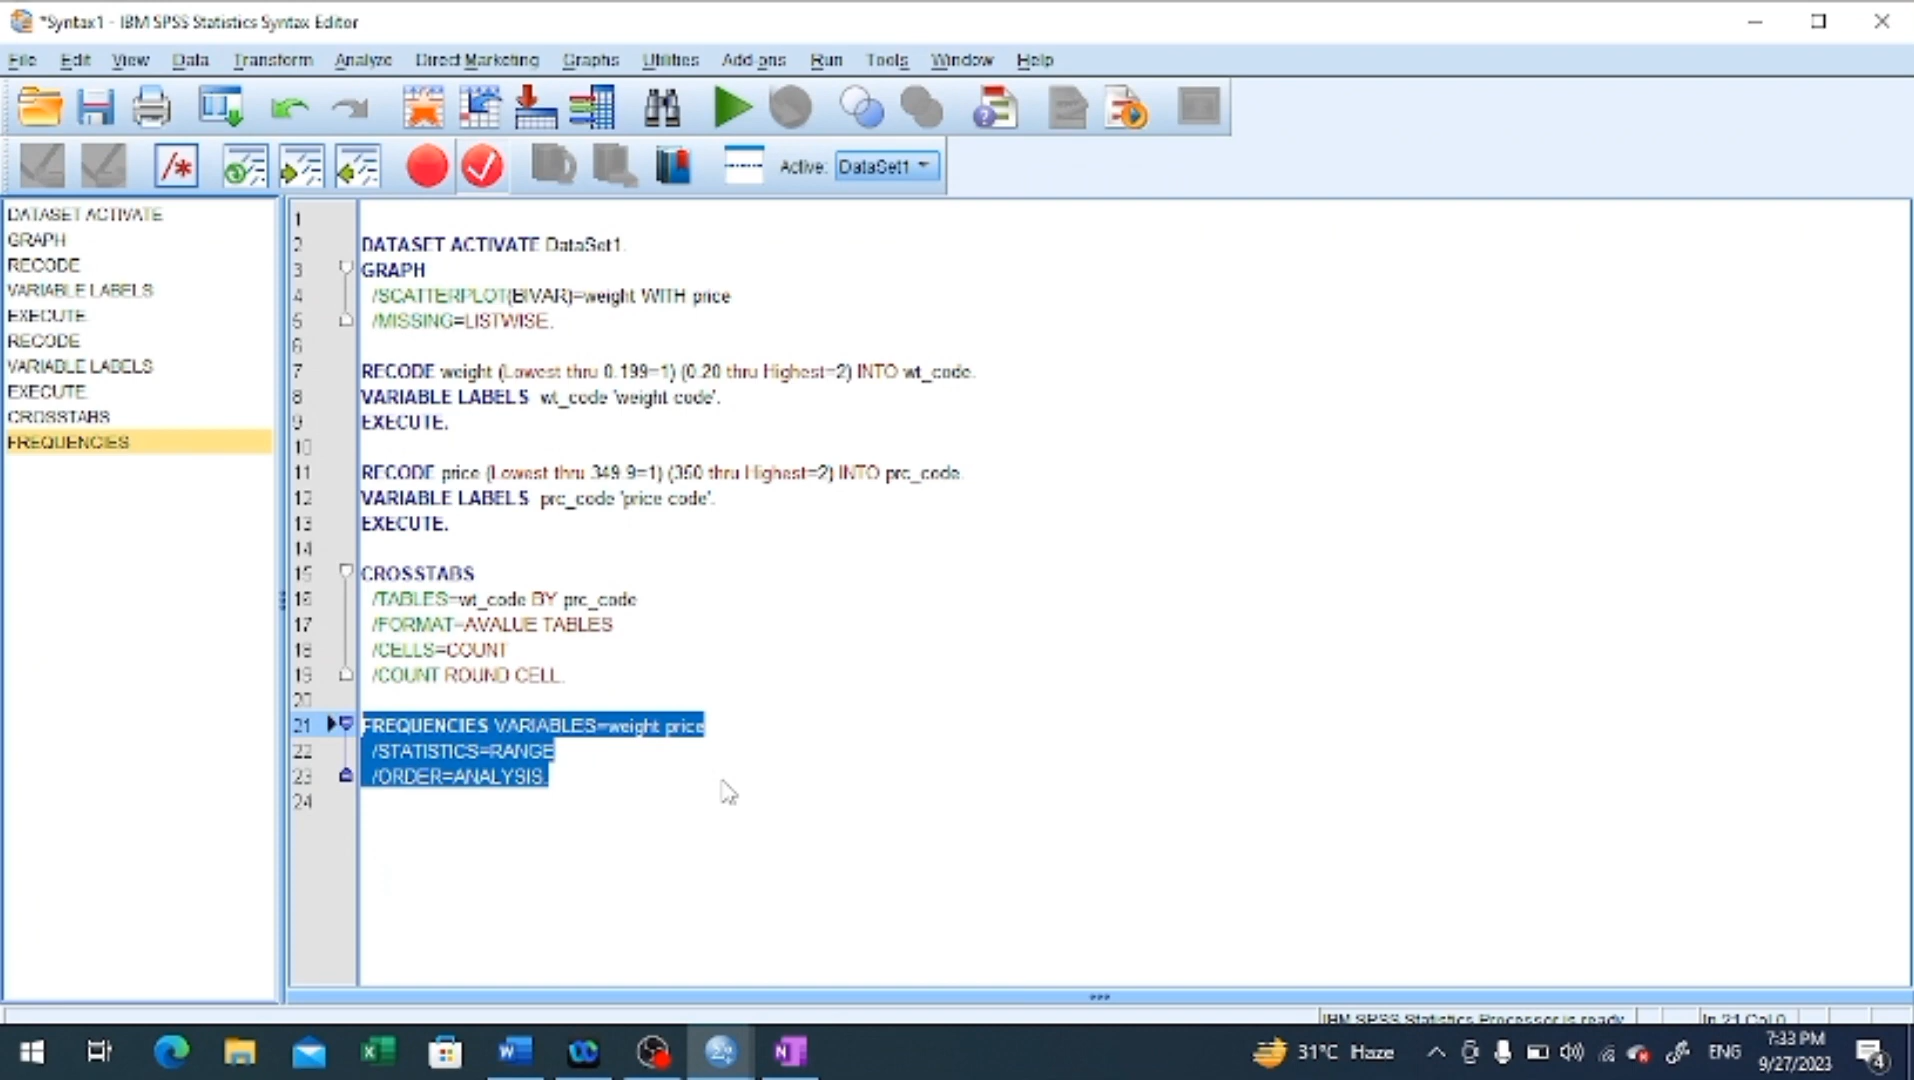 *Syntax1 - IBM SPSS Statistics Syntax Editor
File Edit View Data Transform Analyze Direct Marketing Graphs Utilities Add-ons Run Tools Window Help
Active: DataSet1
DATASET ACTIVATE
GRAPH
RECODE
VARIABLE LABELS
EXECUTE.
RECODE
VARIABLE LABELS
EXECUTE.
CROSSTABS
FREQUENCIES
1
2 DATASET ACTIVATE DataSet1.
3 GRAPH
4 /SCATTERPLOT(BIVAR)=weight WITH price
5 /MISSING=LISTWISE.
6
7 RECODE weight (Lowest thru 0.199=1) (0.20 thru Highest=2) INTO wt_code.
8 VARIABLE LABELS wt_code 'weight code'.
9 EXECUTE.
10
11 RECODE price (Lowest thru 349.9=1) (350 thru Highest=2) INTO prc_code.
12 VARIABLE LABELS prc_code 'price code'.
13 EXECUTE.
14
15 CROSSTABS
16 /TABLES=wt_code BY prc_code
17 /FORMAT=AVALUE TABLES
18 /CELLS=COUNT
19 /COUNT ROUND CELL.
20
21 FREQUENCIES VARIABLES=weight price
22 /STATISTICS=RANGE
23 /ORDER=ANALYSIS.
24
IBM SPSS Statistics Processor is ready In 21 Col 0
31°C Haze ENG 7:33 PM
9/27/2023
4